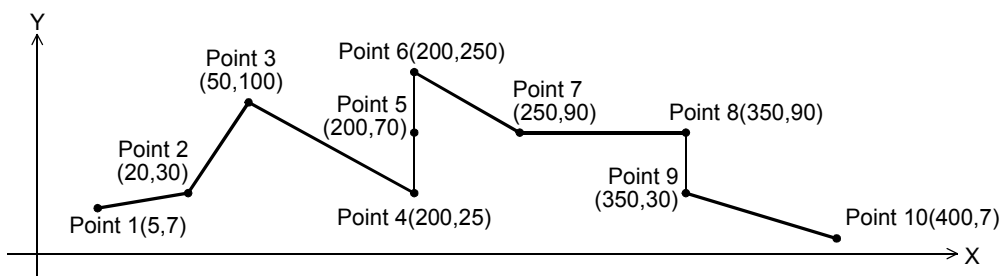 Y
Point 6(200,250)
Point 3
(50,100)
Point 7
(250,90)
Point 5
(200,70)
Point 8(350,90)
Point 2
(20,30)
Point 9
(350,30)
Point 1(5,7)
Point 4(200,25)
Point 10(400,7)
X